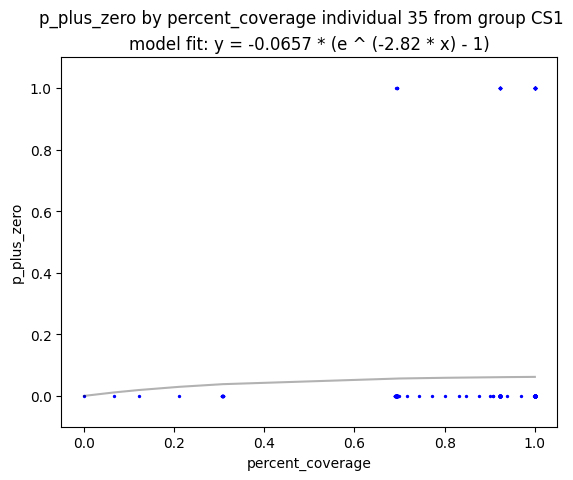 p_plus_zero by percent_coverage individual 35 from group CS1
model fit: y = -0.0657 * (e ^ (-2.82 * x) - 1)
1.0
0.8
0.6
0.4
0.2
0.0
p_plus_zero
0.0 0.2 0.4 0.6 0.8 1.0
percent_coverage